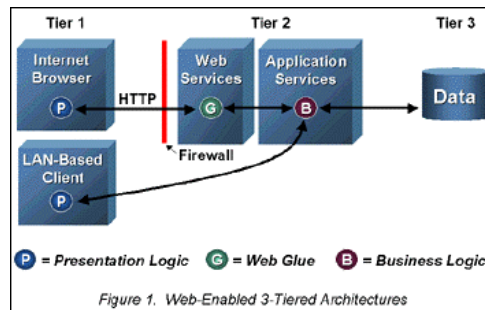 Tier 1 Tier 2 Tier 3
Internet
Browser
P
HTTP
Web
Services
G
Application
Services
B
Data
Firewall
LAN-Based
Client
P
P = Presentation Logic G = Web Glue B = Business Logic
Figure 1. Web-Enabled 3-Tiered Architectures